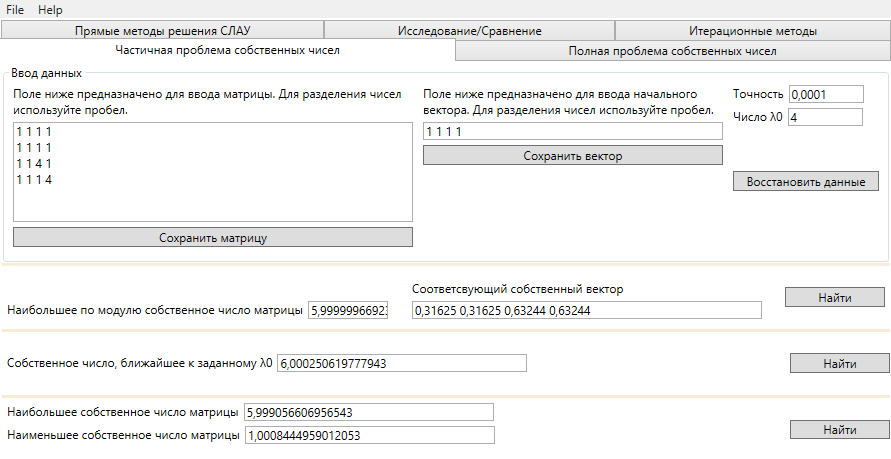 File Help
Прямые методы решения СЛАУ Исследование/Сравнение Итерационные методы
Частичная проблема собственных чисел Полная проблема собственных чисел
Ввод данных
Поле ниже предназначено для ввода матрицы. Для разделения чисел
используйте пробел.
1 1 1 1
1 1 1 1
1 1 4 1
1 1 1 4
Сохранить матрицу
Поле ниже предназначено для ввода начального
вектора. Для разделения чисел используйте пробел.
1 1 1 1
Сохранить вектор
Точность 0,0001
Число λ0 4
Восстановить данные
Соответсвующий собственный вектор
Наибольшее по модулю собственное число матрицы 5,99999966923 0,31625 0,31625 0,63244 0,63244 Найти
Собственное число, ближайшее к заданному λ0 6,000250619777943 Найти
Наибольшее собственное число матрицы 5,999056606956543
Наименьшее собственное число матрицы 1,0008444959012053 Найти